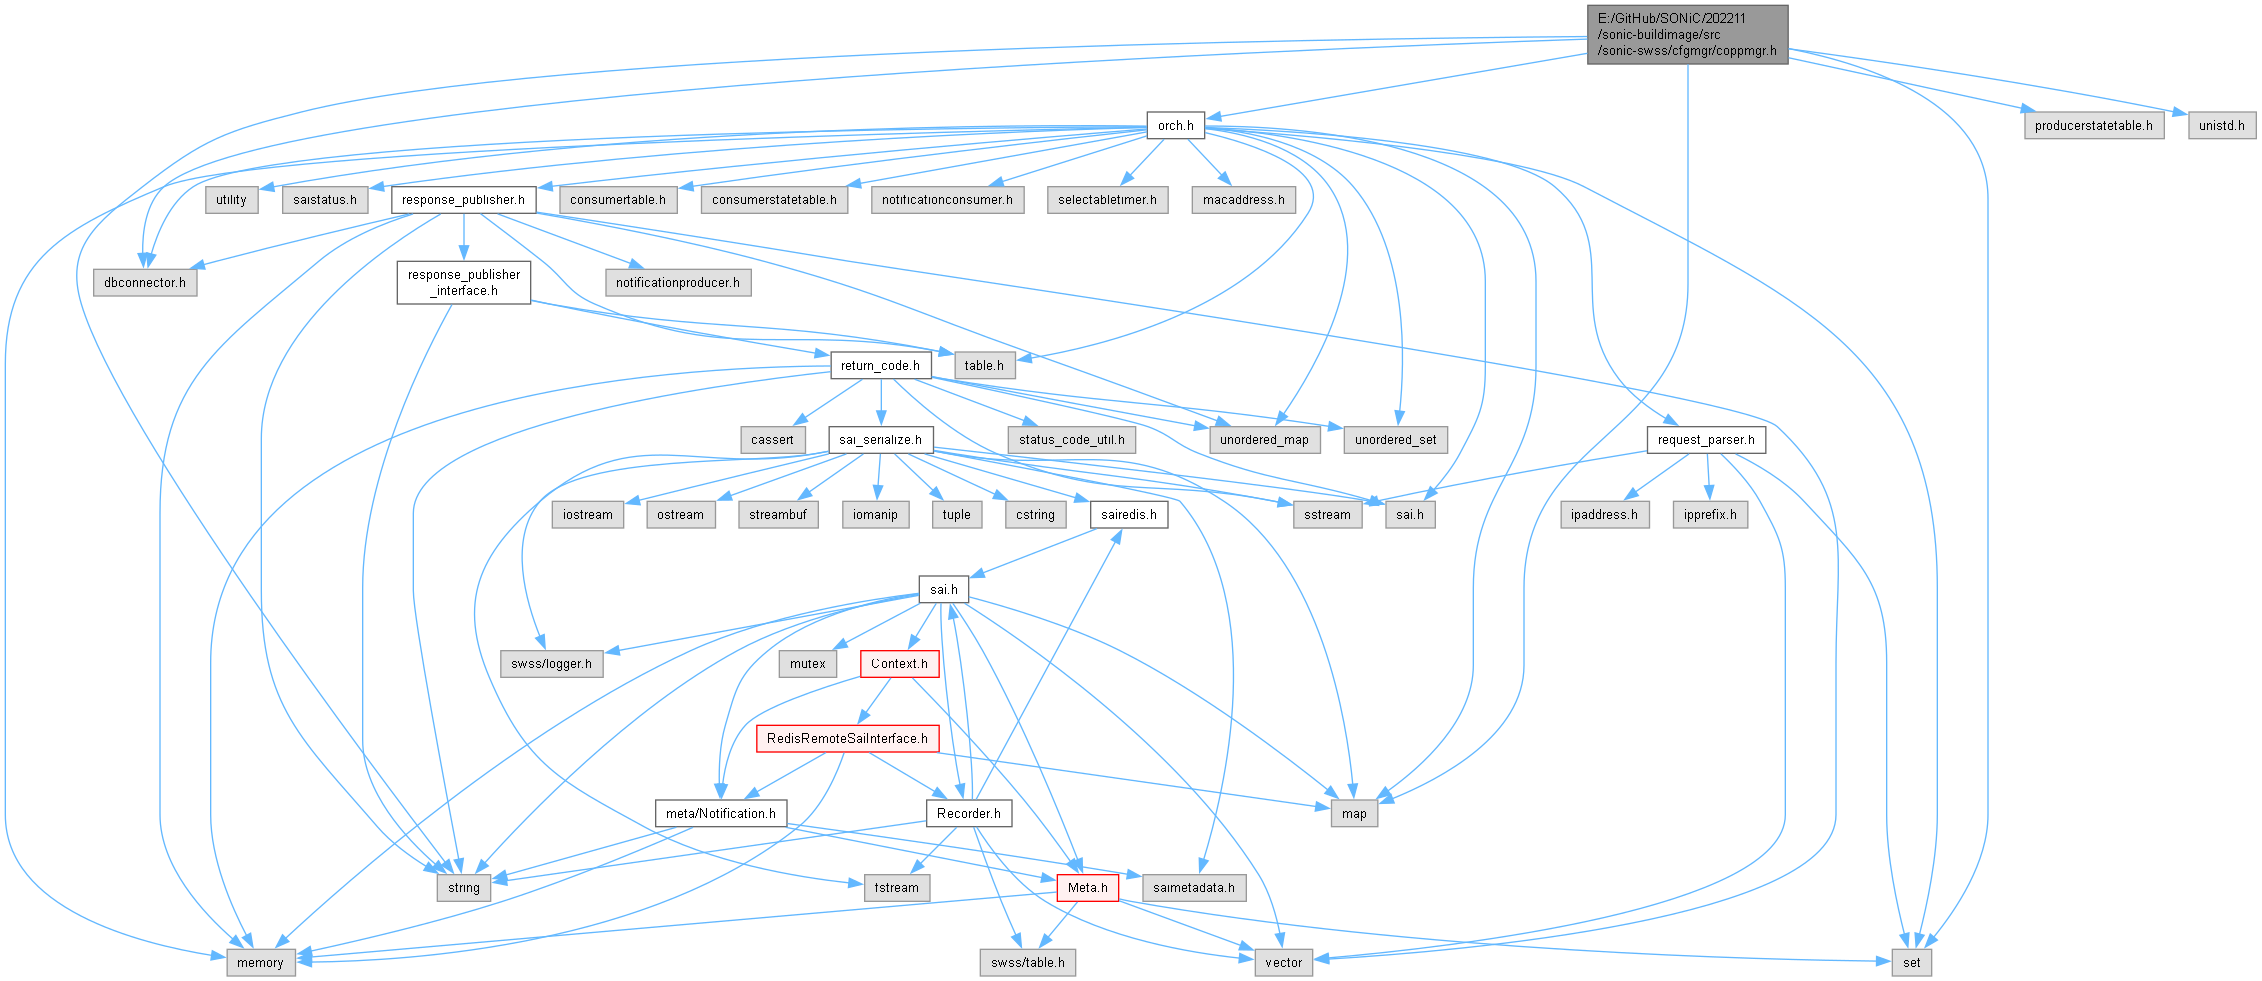 E:/GitHub/SONiC/202211
/sonic-buildimage/src
/sonic-swss/cfgmgr/coppmgr.h
orch.h
producerstatetable.h
unistd.h
utility
saistatus.h
response_publisher.h
consumertable.h
consumerstatetable.h
notificationconsumer.h
selectabletimer.h
macaddress.h
dbconnector.h
response_publisher
_interface.h
notificationproducer.h
return_code.h
table.h
cassert
sai_serialize.h
status_code_util.h
unordered_map
unordered_set
request_parser.h
iostream
ostream
streambuf
iomanip
tuple
cstring
sairedis.h
sstream
sai.h
ipaddress.h
ipprefix.h
sai.h
swss/logger.h
mutex
Context.h
RedisRemoteSaiInterface.h
meta/Notification.h
Recorder.h
map
string
fstream
Meta.h
saimetadata.h
memory
swss/table.h
vector
set